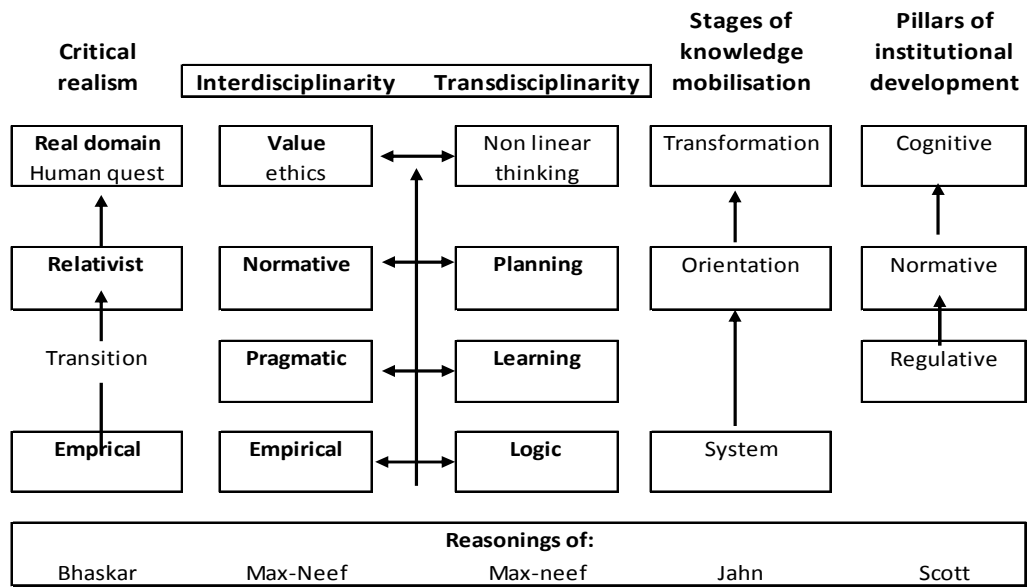 Critical
realism
Interdisciplinarity Transdisciplinarity
Stages of
knowledge
mobilisation
Pillars of
institutional
development
Real domain
Human quest
Value
ethics
Non linear
thinking
Transformation
Cognitive
Relativist
Normative
Planning
Orientation
Normative
Transition
Pragmatic
Learning
Regulative
Emprical
Empirical
Logic
System
Reasonings of:
Bhaskar Max-Neef Max-neef Jahn Scott